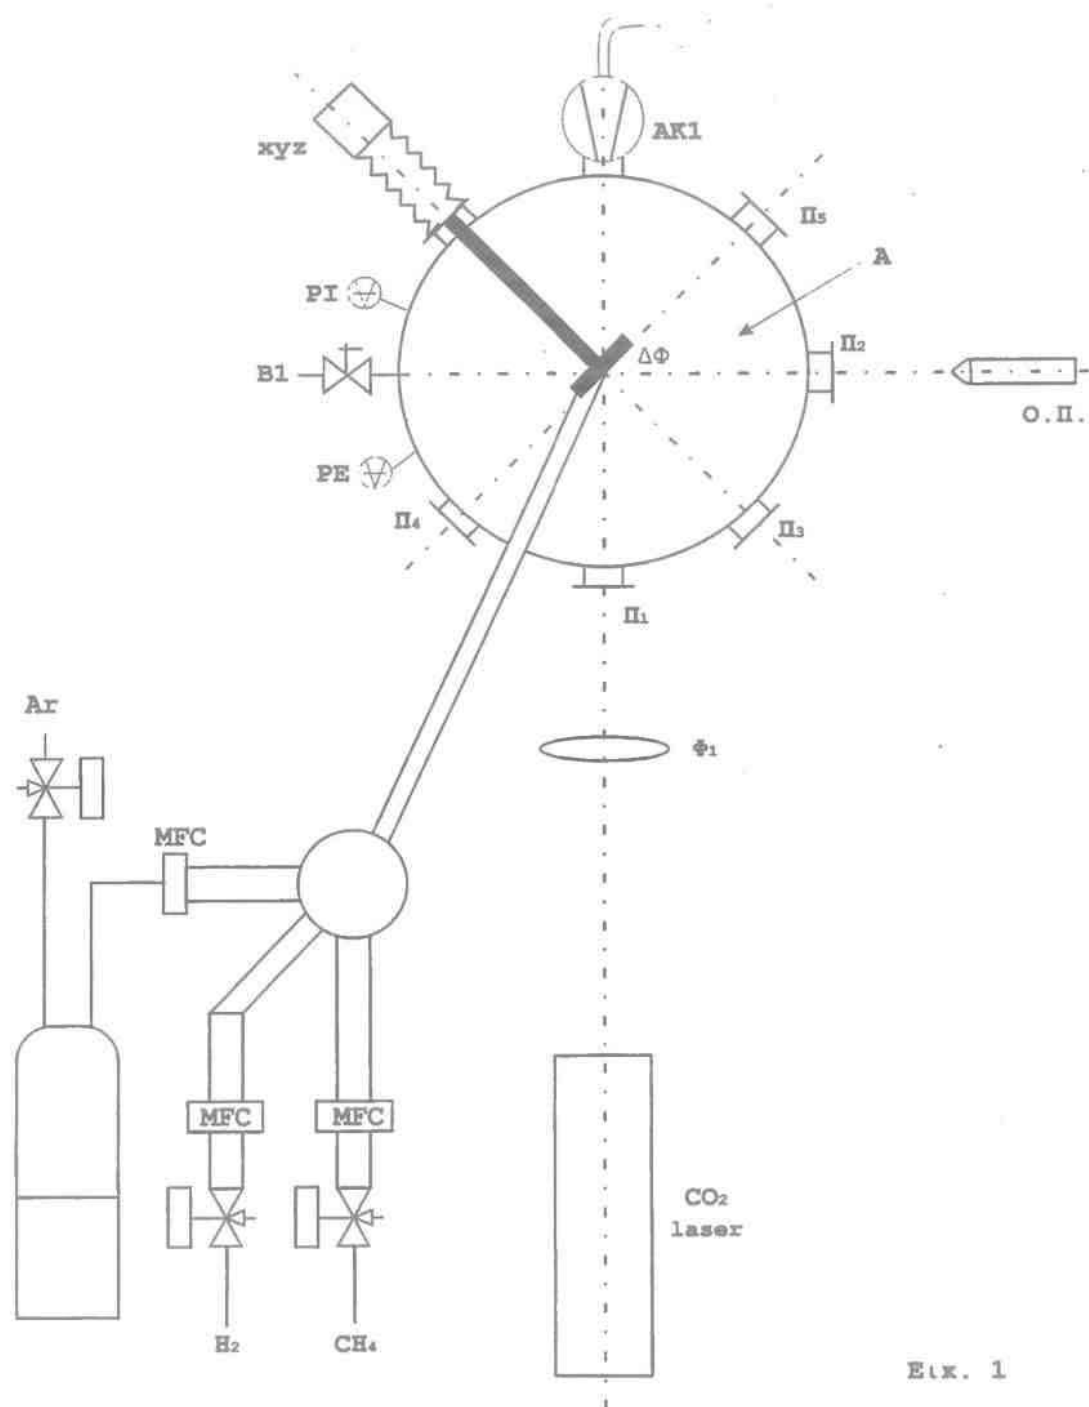 AK1
xyz
Π₅
A
PI
ΔΦ
Π₂
B1
Ο.Π.
PE
Π₄
Π₃
Π₁
Ar
Φ₁
MFC
MFC
MFC
CO₂
laser
H₂
CH₄
Εικ. 1